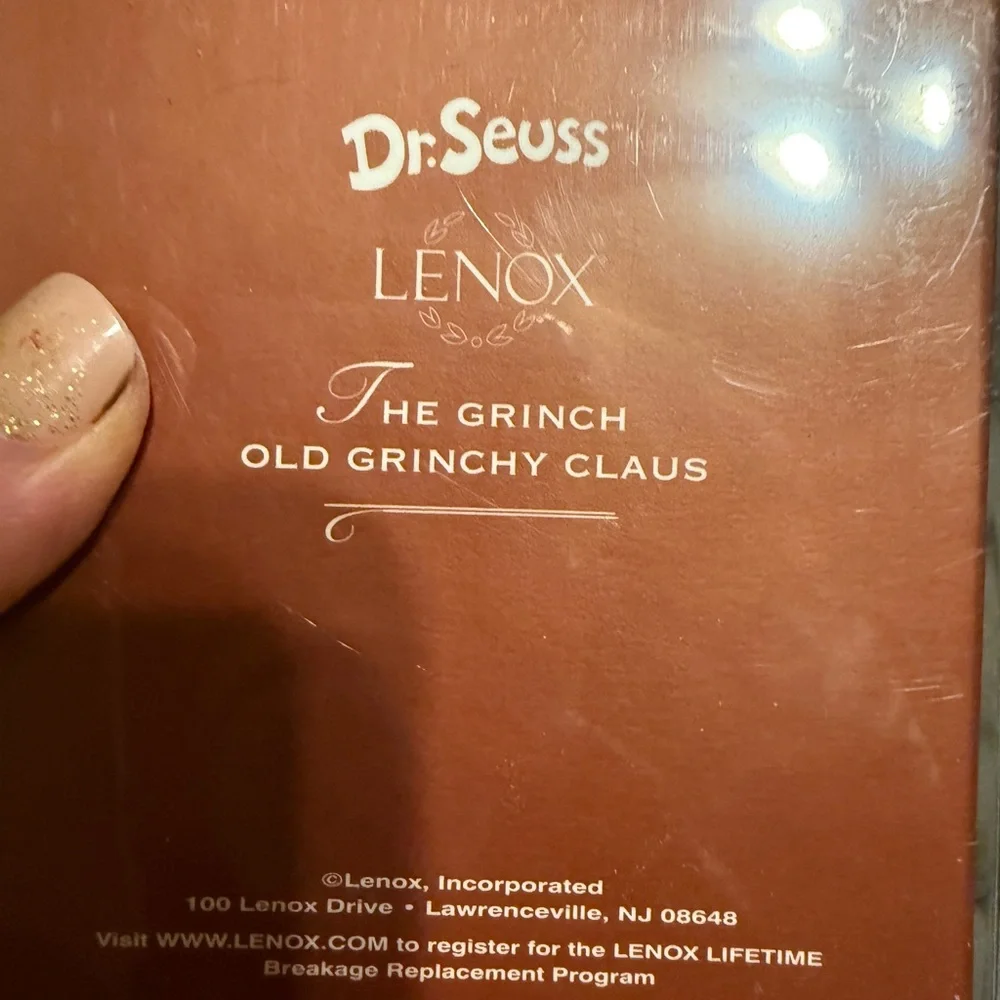 Dr. Seuss
LENOX
THE GRINCH
OLD GRINCHY CLAUS
©Lenox, Incorporated
100 Lenox Drive • Lawrenceville, NJ 08648
Visit WWW.LENOX.COM to register for the LENOX LIFETIME
Breakage Replacement Program